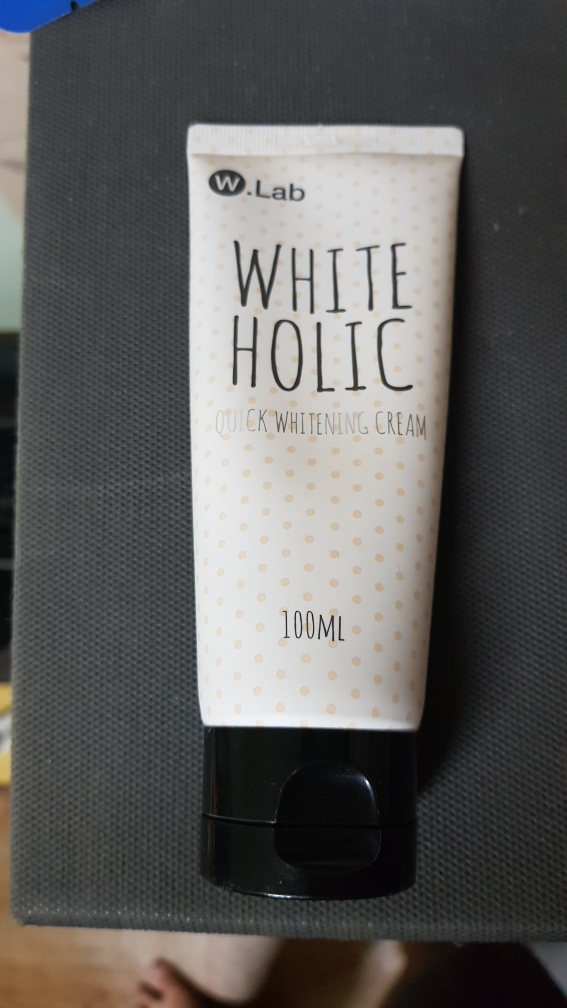 W.Lab
WHITE
HOLIC
QUICK WHITENING CREAM
100ML